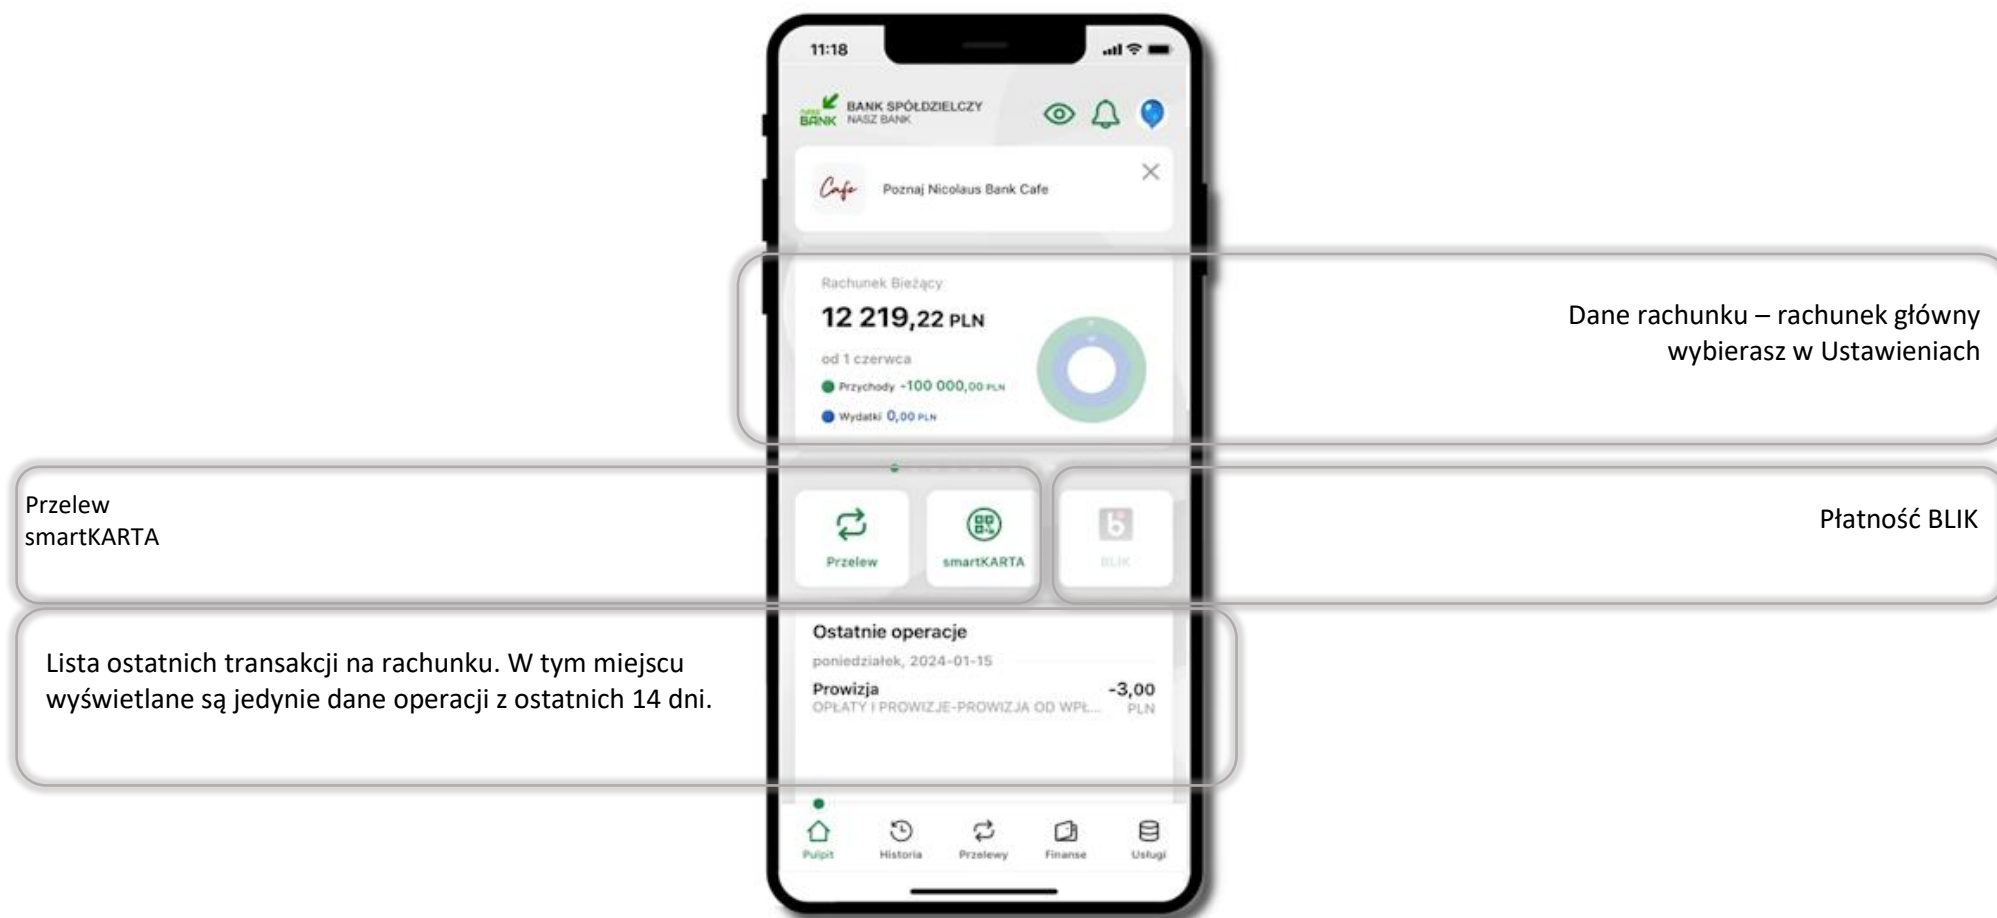 11:18
NASZ BANK
BANK SPÓŁDZIELCZY
NASZ BANK
Cafe
Poznaj Nicolaus Bank Cafe
Rachunek Bieżący
12 219,22 PLN
od 1 czerwca
Przychody -100 000,00 PLN
Wydatki 0,00 PLN
Dane rachunku – rachunek główny
wybierasz w Ustawieniach
Przelew
smartKARTA
Przelew
smartKARTA
BLIK
Płatność BLIK
Lista ostatnich transakcji na rachunku. W tym miejscu
wyświetlane są jedynie dane operacji z ostatnich 14 dni.
Ostatnie operacje
poniedziałek, 2024-01-15
Prowizja -3,00
OPŁATY I PROWIZJE-PROWIZJA OD WPŁ... PLN
Pulpit Historia Przelewy Finanse Usługi